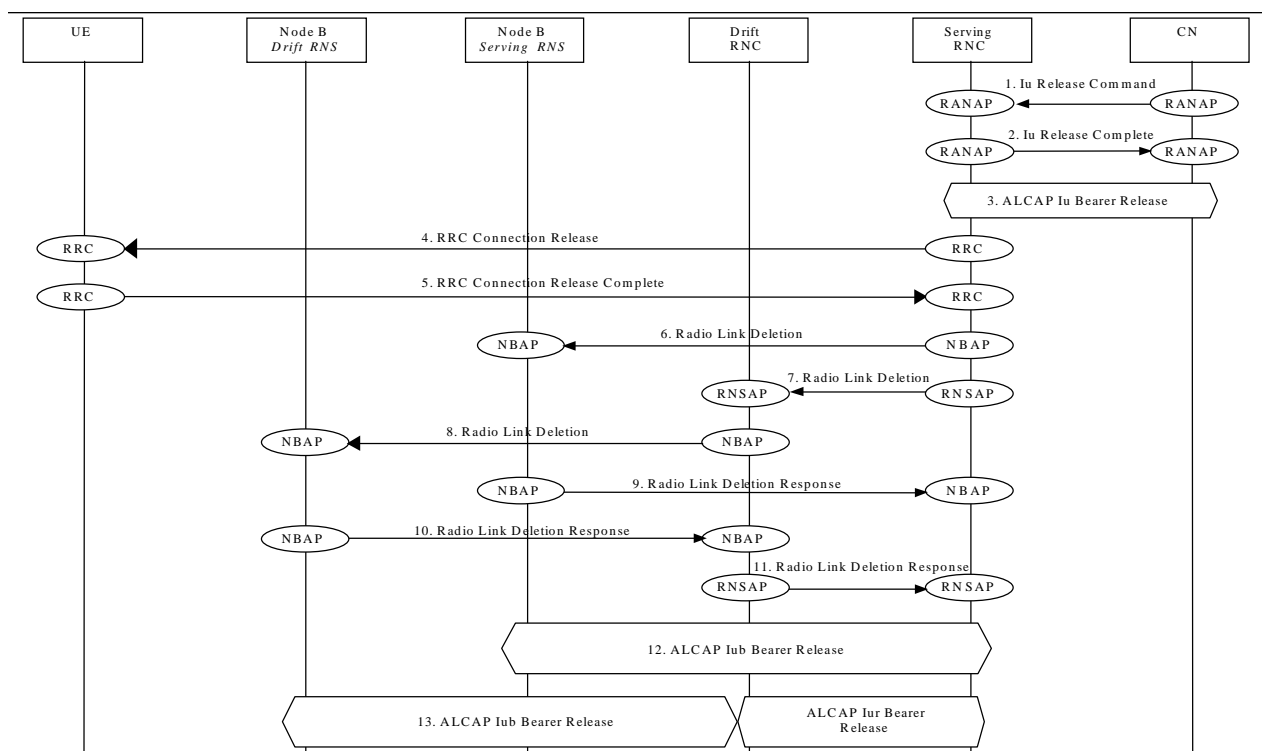 UE
Node B
Drift RNS
Node B
Serving RNS
Drift
RNC
Serving
RNC
CN
1. Iu Release Command
RANAP
RANAP
2. Iu Release Complete
RANAP
RANAP
3. ALCAP Iu Bearer Release
4. RRC Connection Release
RRC
RRC
5. RRC Connection Release Complete
RRC
RRC
6. Radio Link Deletion
NBAP
NBAP
7. Radio Link Deletion
RNSAP
RNSAP
8. Radio Link Deletion
NBAP
NBAP
9. Radio Link Deletion Response
NBAP
NBAP
10. Radio Link Deletion Response
NBAP
NBAP
11. Radio Link Deletion Response
RNSAP
RNSAP
12. ALCAP Iub Bearer Release
13. ALCAP Iub Bearer Release
ALCAP Iur Bearer
Release